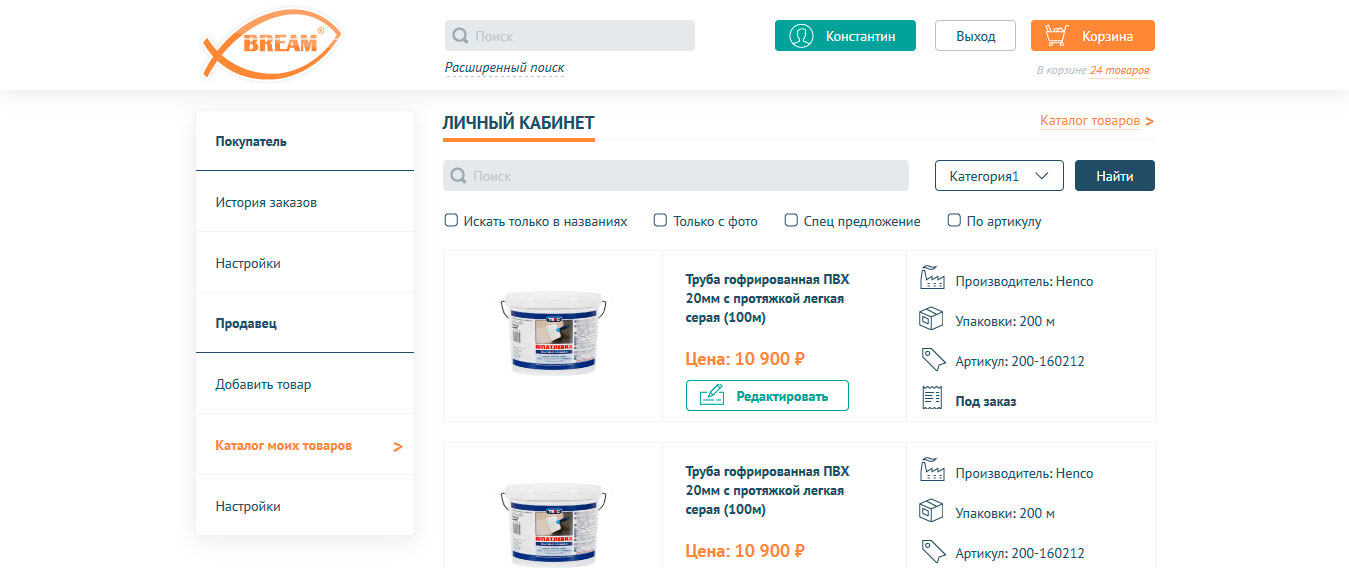 BREAM®
Поиск
Константин
Выход
Корзина
Расширенный поиск
В корзине 24 товаров
Покупатель
История заказов
Настройки
Продавец
Добавить товар
Каталог моих товаров >
Настройки
ЛИЧНЫЙ КАБИНЕТ
Каталог товаров >
Поиск
Категория1
Найти
Искать только в названиях
Только с фото
Спец предложение
По артикулу
ШПАТЛЕВКА
Труба гофрированная ПВХ
20мм с протяжкой легкая
серая (100м)
Цена: 10 900 ₽
Редактировать
Производитель: Henco
Упаковки: 200 м
Артикул: 200-160212
Под заказ
ШПАТЛЕВКА
Труба гофрированная ПВХ
20мм с протяжкой легкая
серая (100м)
Цена: 10 900 ₽
Производитель: Henco
Упаковки: 200 м
Артикул: 200-160212